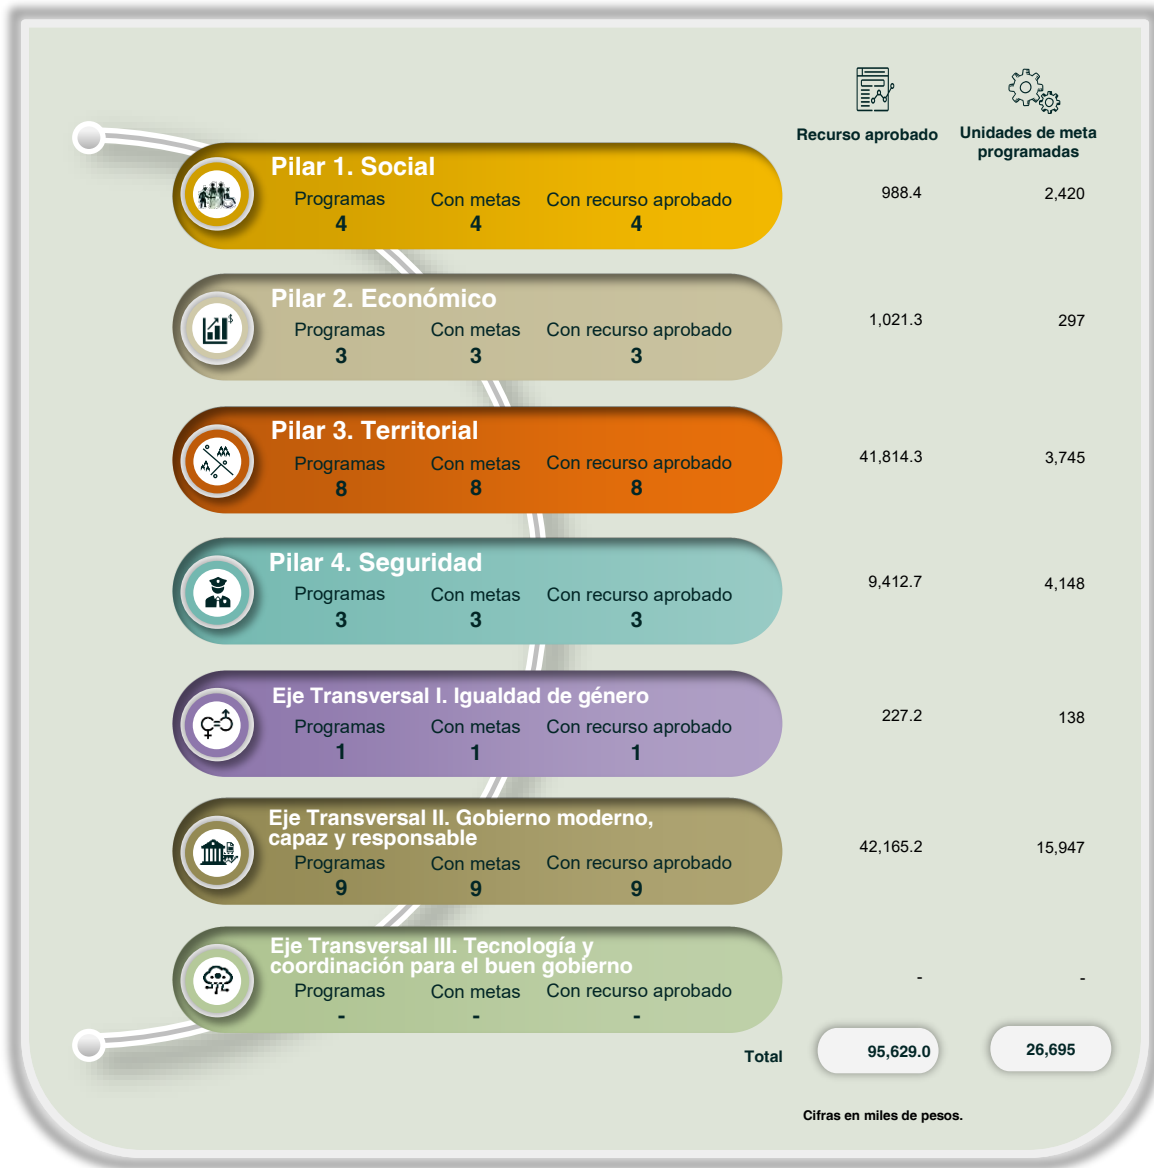 Recurso aprobado
Unidades de meta
programadas
Pilar 1. Social
Programas Con metas Con recurso aprobado
4 4 4
988.4 2,420
Pilar 2. Económico
Programas Con metas Con recurso aprobado
3 3 3
1,021.3 297
Pilar 3. Territorial
Programas Con metas Con recurso aprobado
8 8 8
41,814.3 3,745
Pilar 4. Seguridad
Programas Con metas Con recurso aprobado
3 3 3
9,412.7 4,148
Eje Transversal I. Igualdad de género
Programas Con metas Con recurso aprobado
1 1 1
227.2 138
Eje Transversal II. Gobierno moderno,
capaz y responsable
Programas Con metas Con recurso aprobado
9 9 9
42,165.2 15,947
Eje Transversal III. Tecnología y
coordinación para el buen gobierno
Programas Con metas Con recurso aprobado
- - -
- -
Total 95,629.0 26,695
Cifras en miles de pesos.